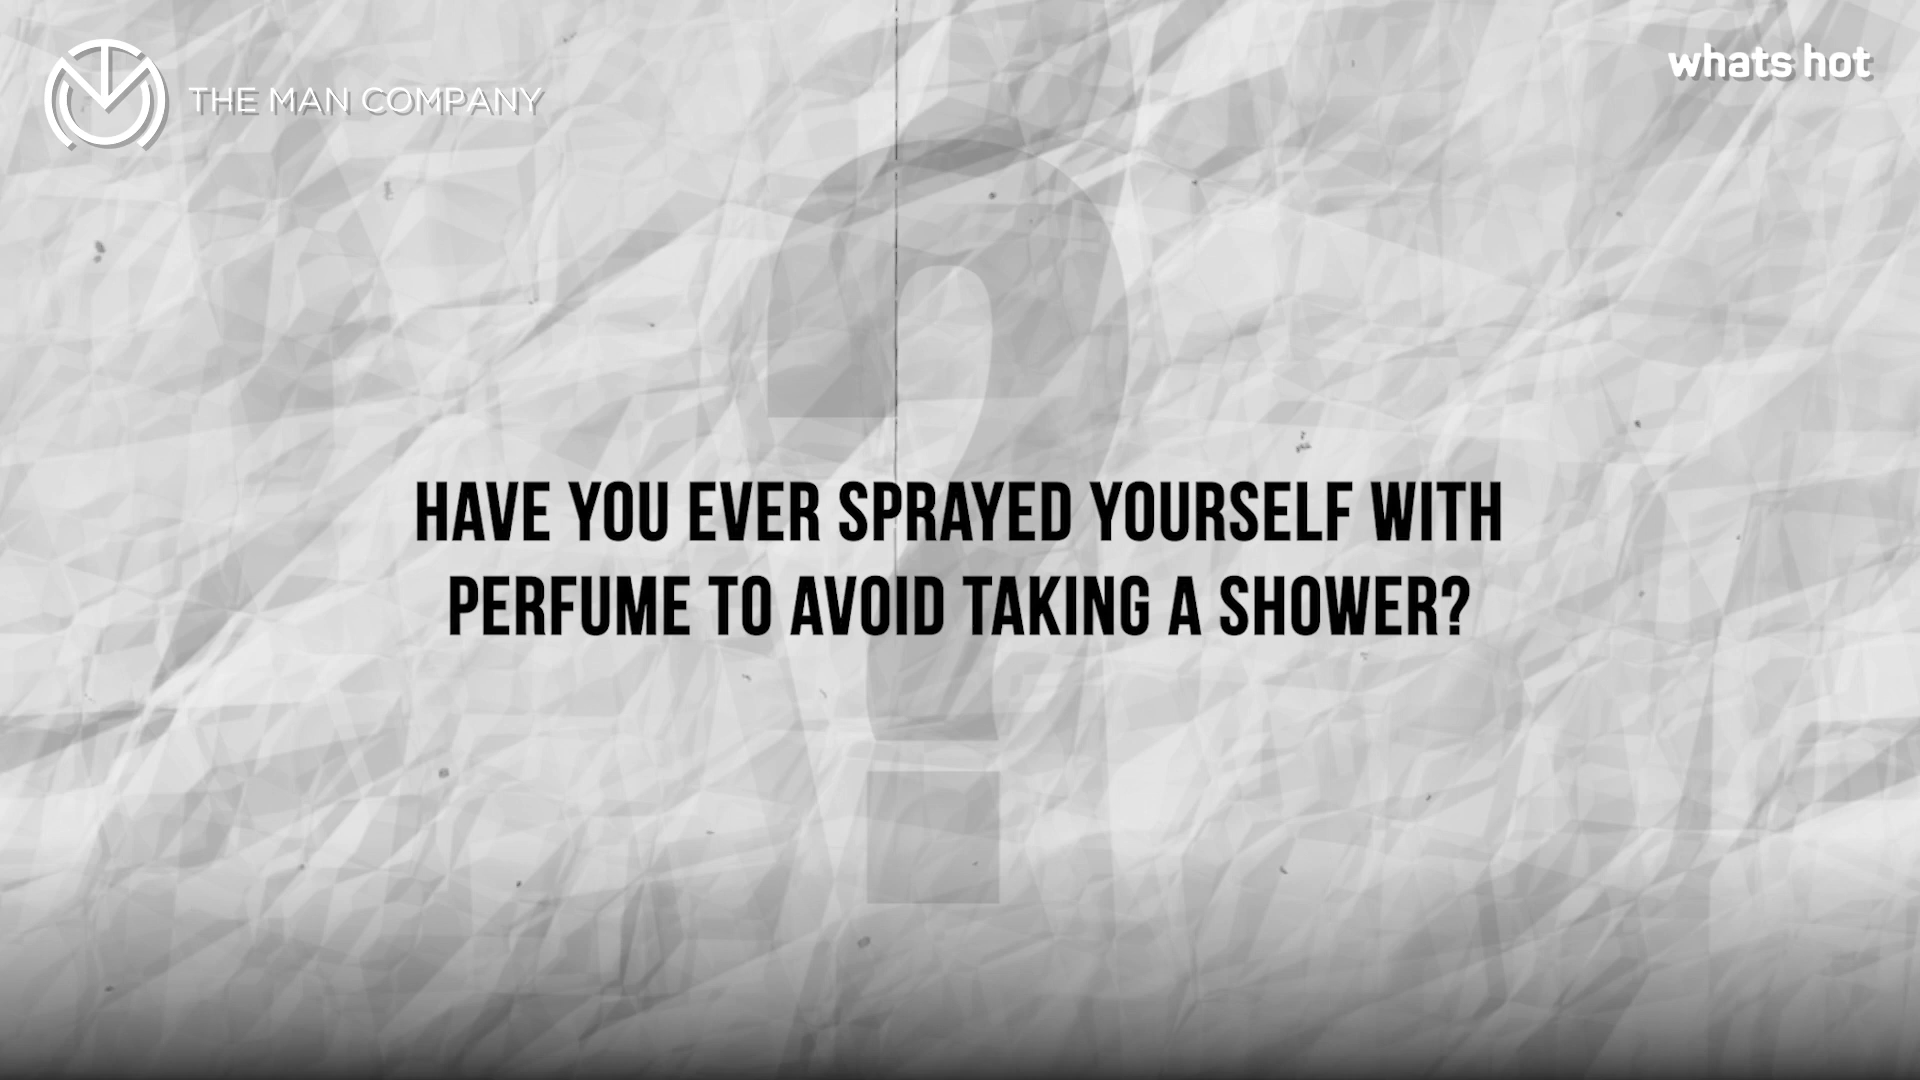 THE MAN COMPANY
whats hot
HAVE YOU EVER SPRAYED YOURSELF WITH
PERFUME TO AVOID TAKING A SHOWER?